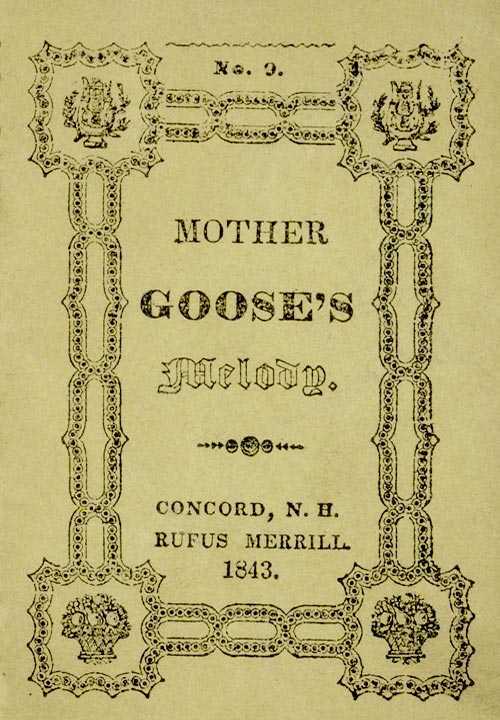 No. 9.
MOTHER
GOOSE'S
Melody.
CONCORD, N. H.
RUFUS MERRILL.
1843.